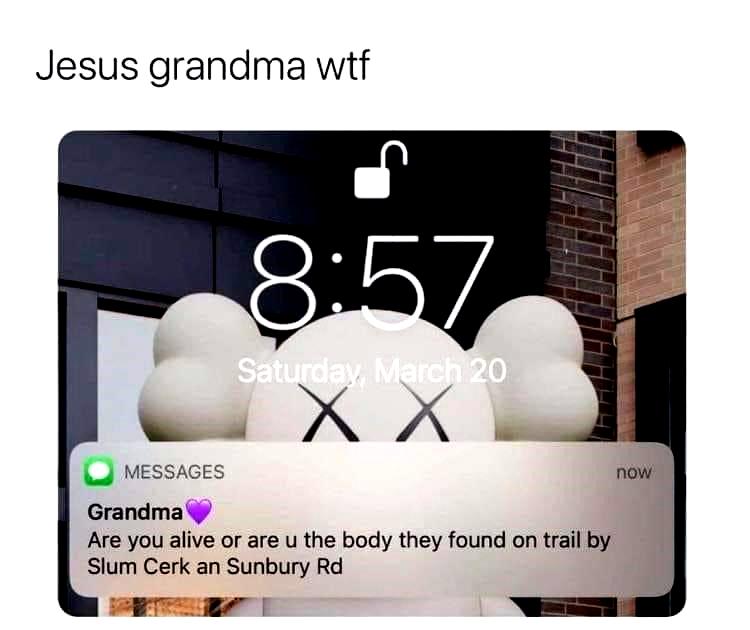 Jesus grandma wtf
8:57
Saturday, March 20
MESSAGES now
Grandma💜
Are you alive or are u the body they found on trail by
Slum Cerk an Sunbury Rd